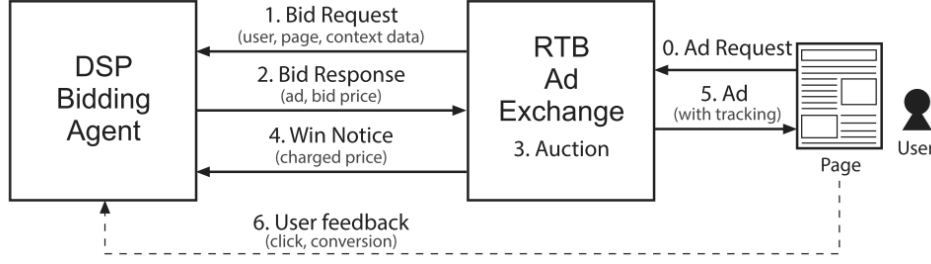 1. Bid Request
(user, page, context data)
DSP
Bidding
Agent
2. Bid Response
(ad, bid price)
4. Win Notice
(charged price)
RTB
Ad
Exchange
3. Auction
0. Ad Request
5. Ad
(with tracking)
Page
User
6. User feedback
(click, conversion)